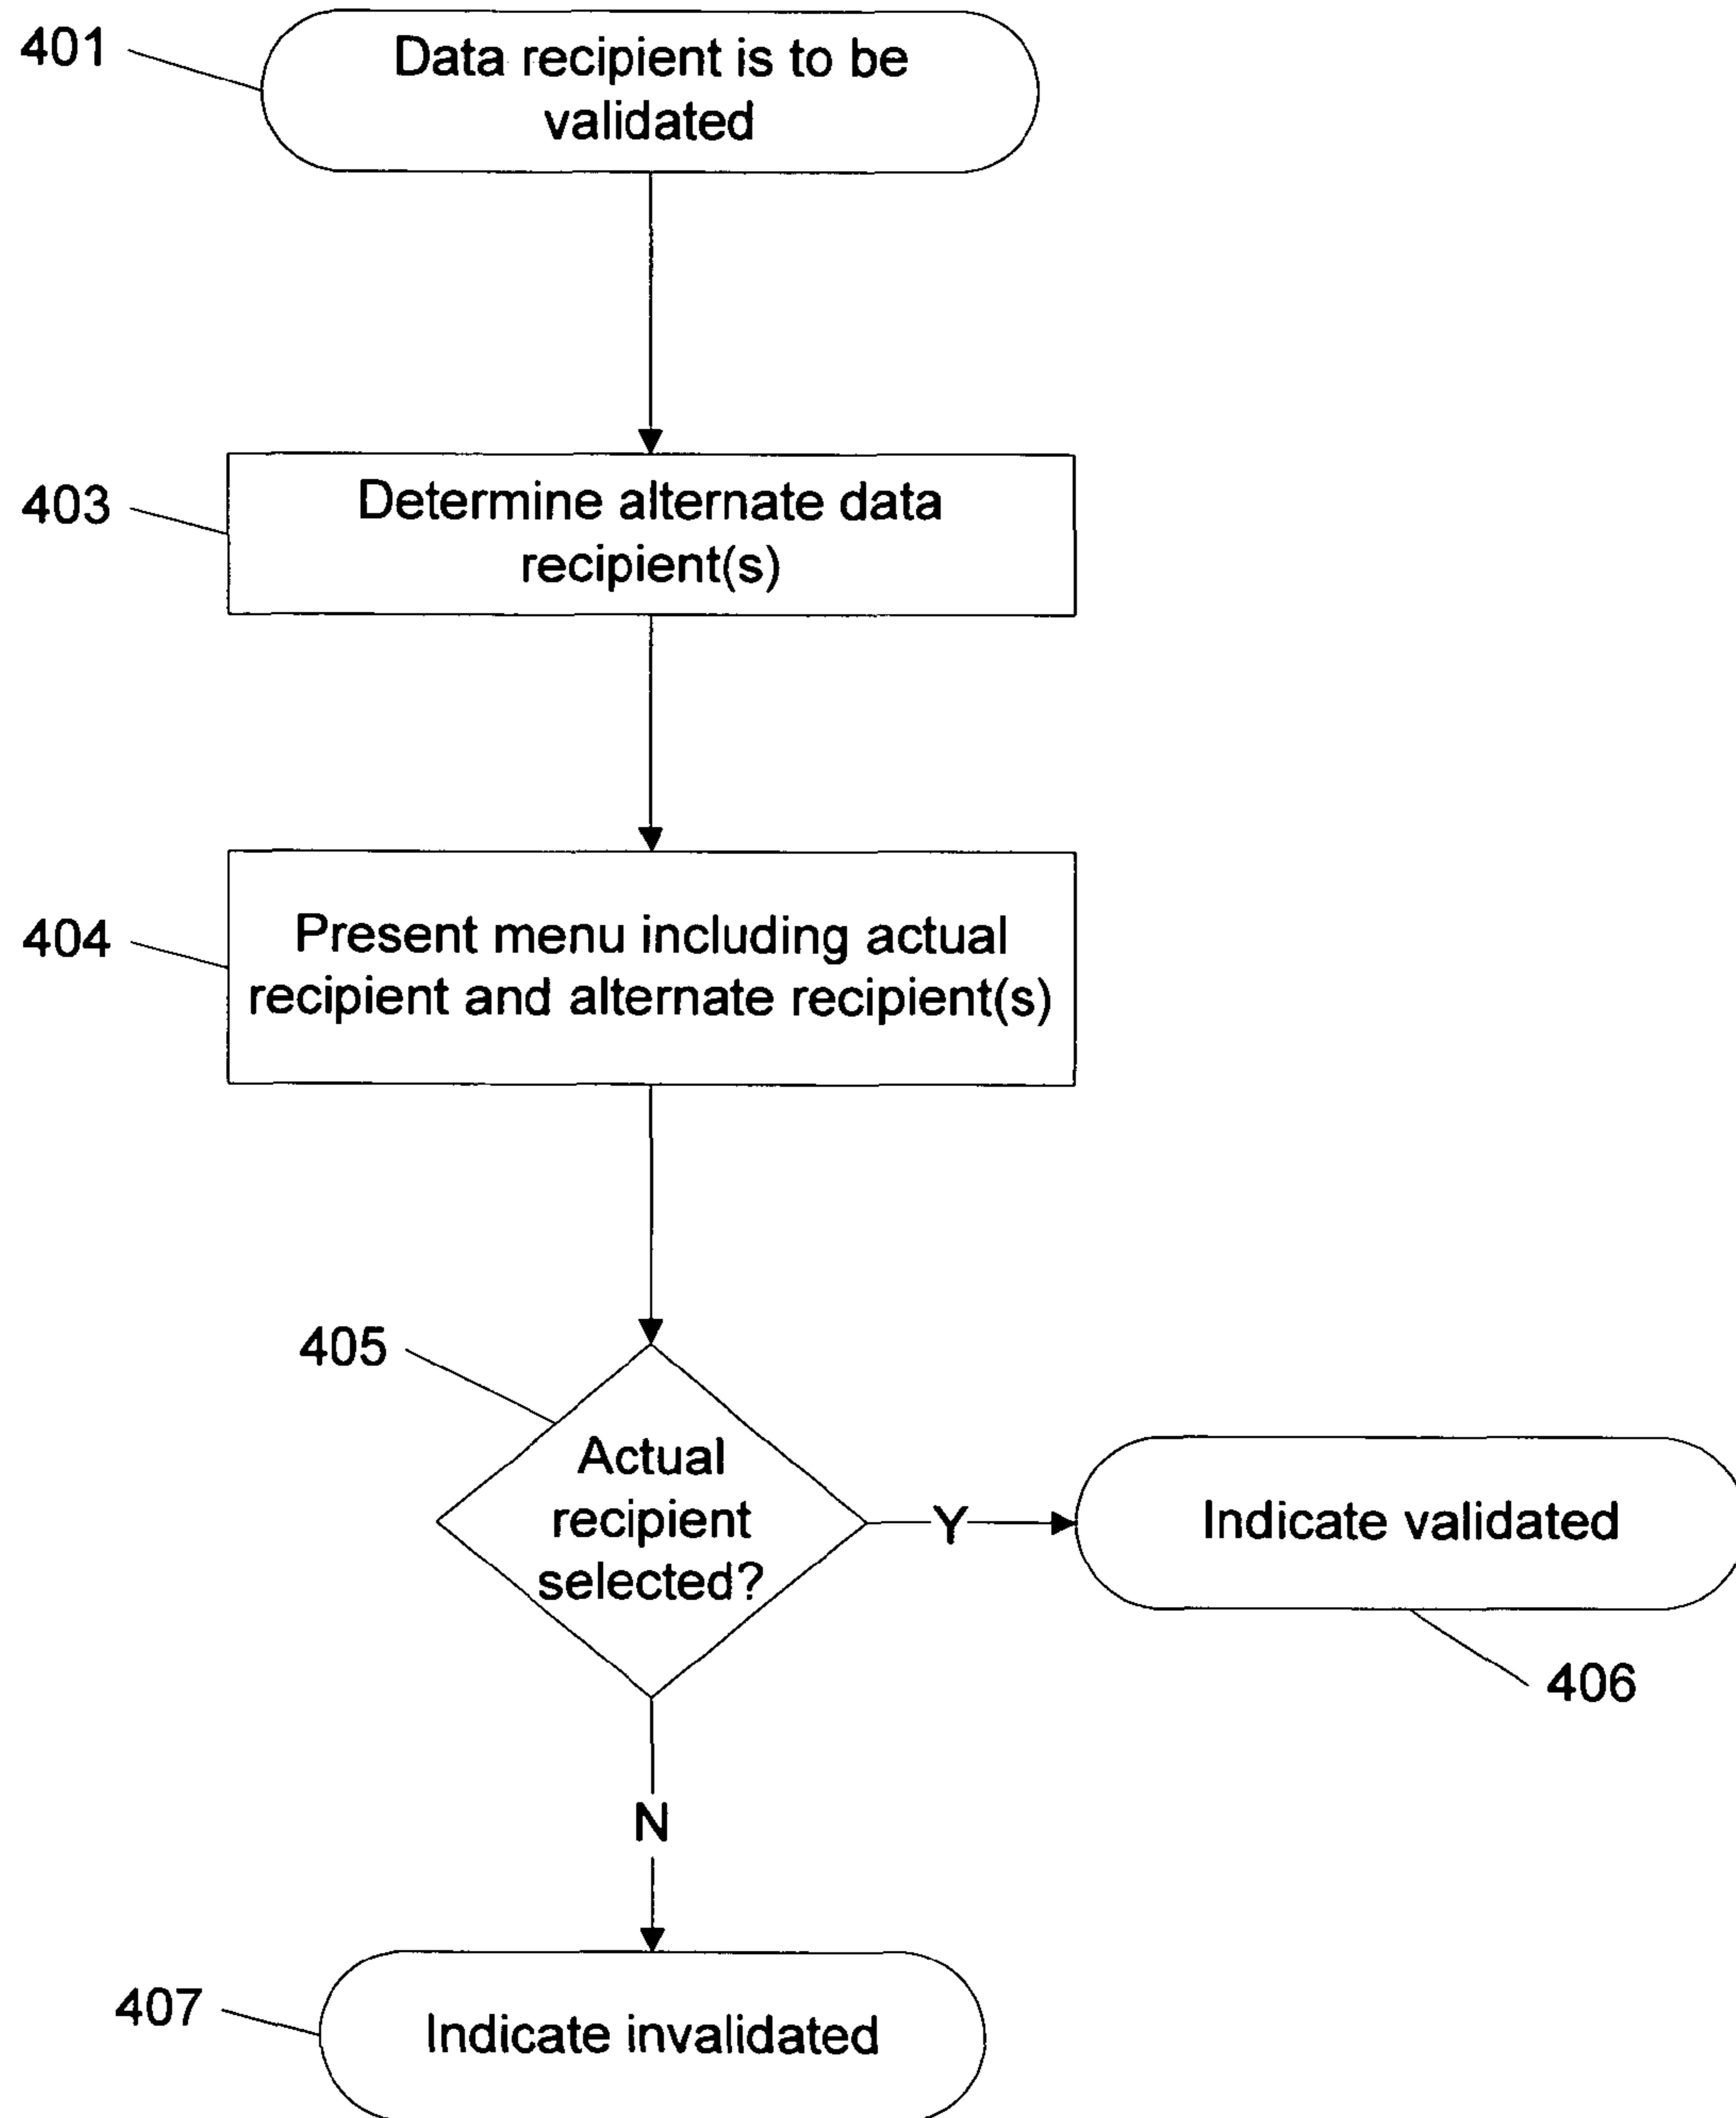 401
Data recipient is to be
validated
403
Determine alternate data
recipient(s)
404
Present menu including actual
recipient and alternate recipient(s)
405
Actual
recipient
selected?
Y
Indicate validated
406
N
407
Indicate invalidated